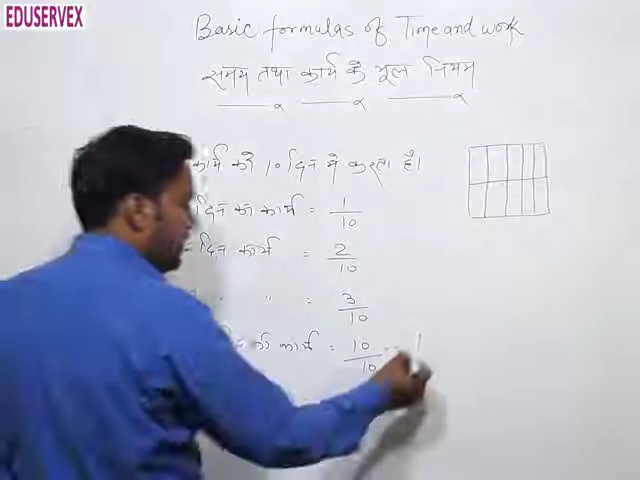 EDUSERVEX
Basic formulas of Time and work
समय तथा कार्य के मूल नियम
कार्य को 10 दिन में करता है।
दिन का कार्य = 1/10
दिन कार्य = 2/10
" " = 3/10
की कार्य = 10/10 = 1